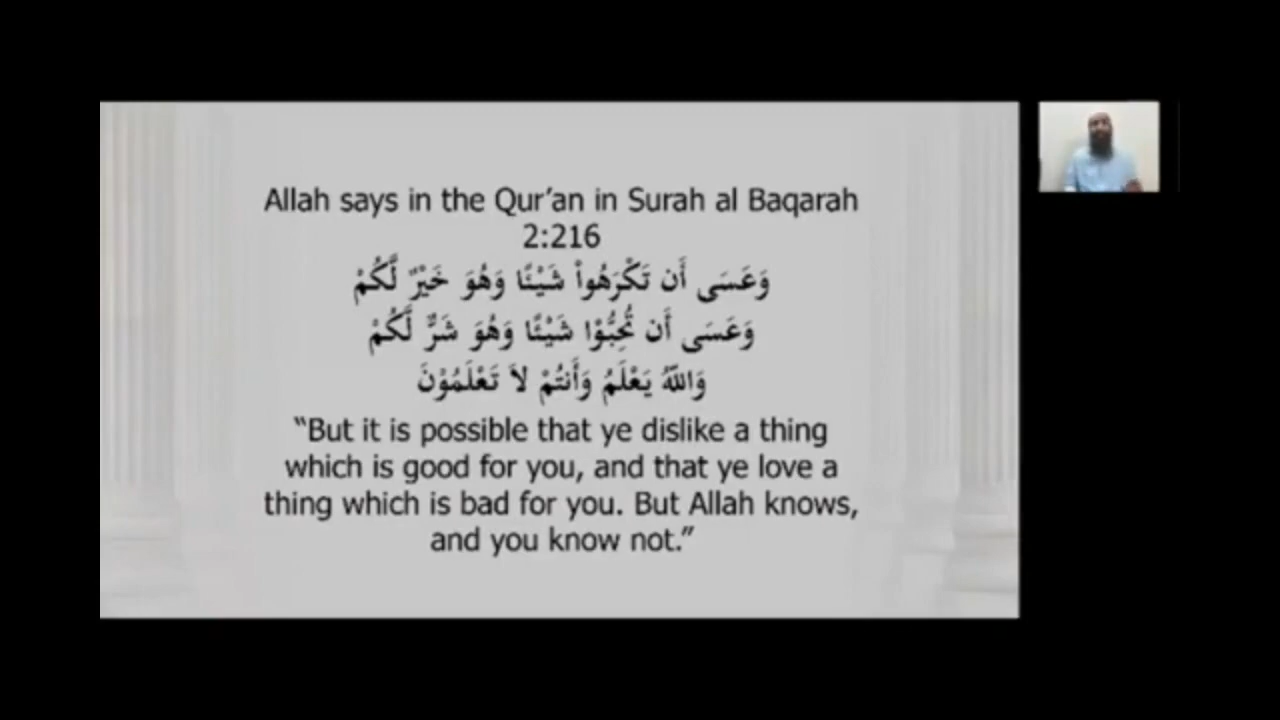 Allah says in the Qur’an in Surah al Baqarah
2:216
وَعَسَى أَن تَكْرَهُواْ شَيْئًا وَهُوَ خَيْرٌ لَّكُمْ
وَعَسَى أَن تُحِبُّوْا شَيْئًا وَهُوَ شَرٌّ لَّكُمْ
وَاللّهُ يَعْلَمُ وَأَنتُمْ لاَ تَعْلَمُوْنَ
“But it is possible that ye dislike a thing
which is good for you, and that ye love a
thing which is bad for you. But Allah knows,
and you know not.”